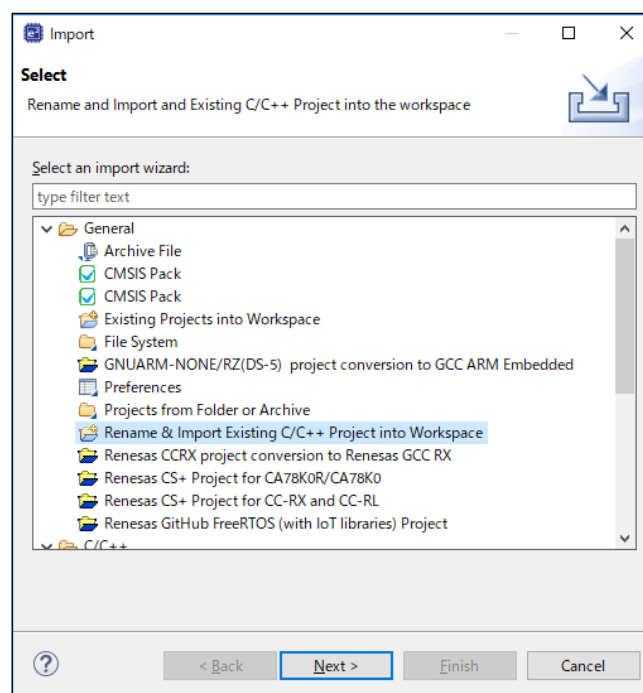 Import
Select
Rename and Import and Existing C/C++ Project into the workspace
Select an import wizard:
type filter text
General
Archive File
CMSIS Pack
CMSIS Pack
Existing Projects into Workspace
File System
GNUARM-NONE/RZ(DS-5) project conversion to GCC ARM Embedded
Preferences
Projects from Folder or Archive
Rename & Import Existing C/C++ Project into Workspace
Renesas CCRX project conversion to Renesas GCC RX
Renesas CS+ Project for CA78K0R/CA78K0
Renesas CS+ Project for CC-RX and CC-RL
Renesas GitHub FreeRTOS (with IoT libraries) Project
C/C++
< Back Next > Finish Cancel